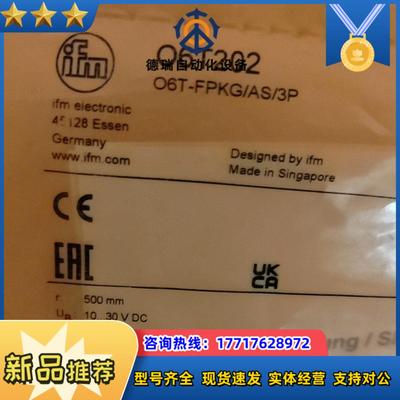 ifm
O6T202
德瑞自动化设备
O6T-FPKG/AS/3P
ifm electronic
45128 Essen
Germany
www.ifm.com
Designed by ifm
Made in Singapore
CE
EAC
UK
CA
500 mm
10...30 V DC
咨询热线：17717628972
新品推荐
型号齐全 现货速发 实体经营 支持对公